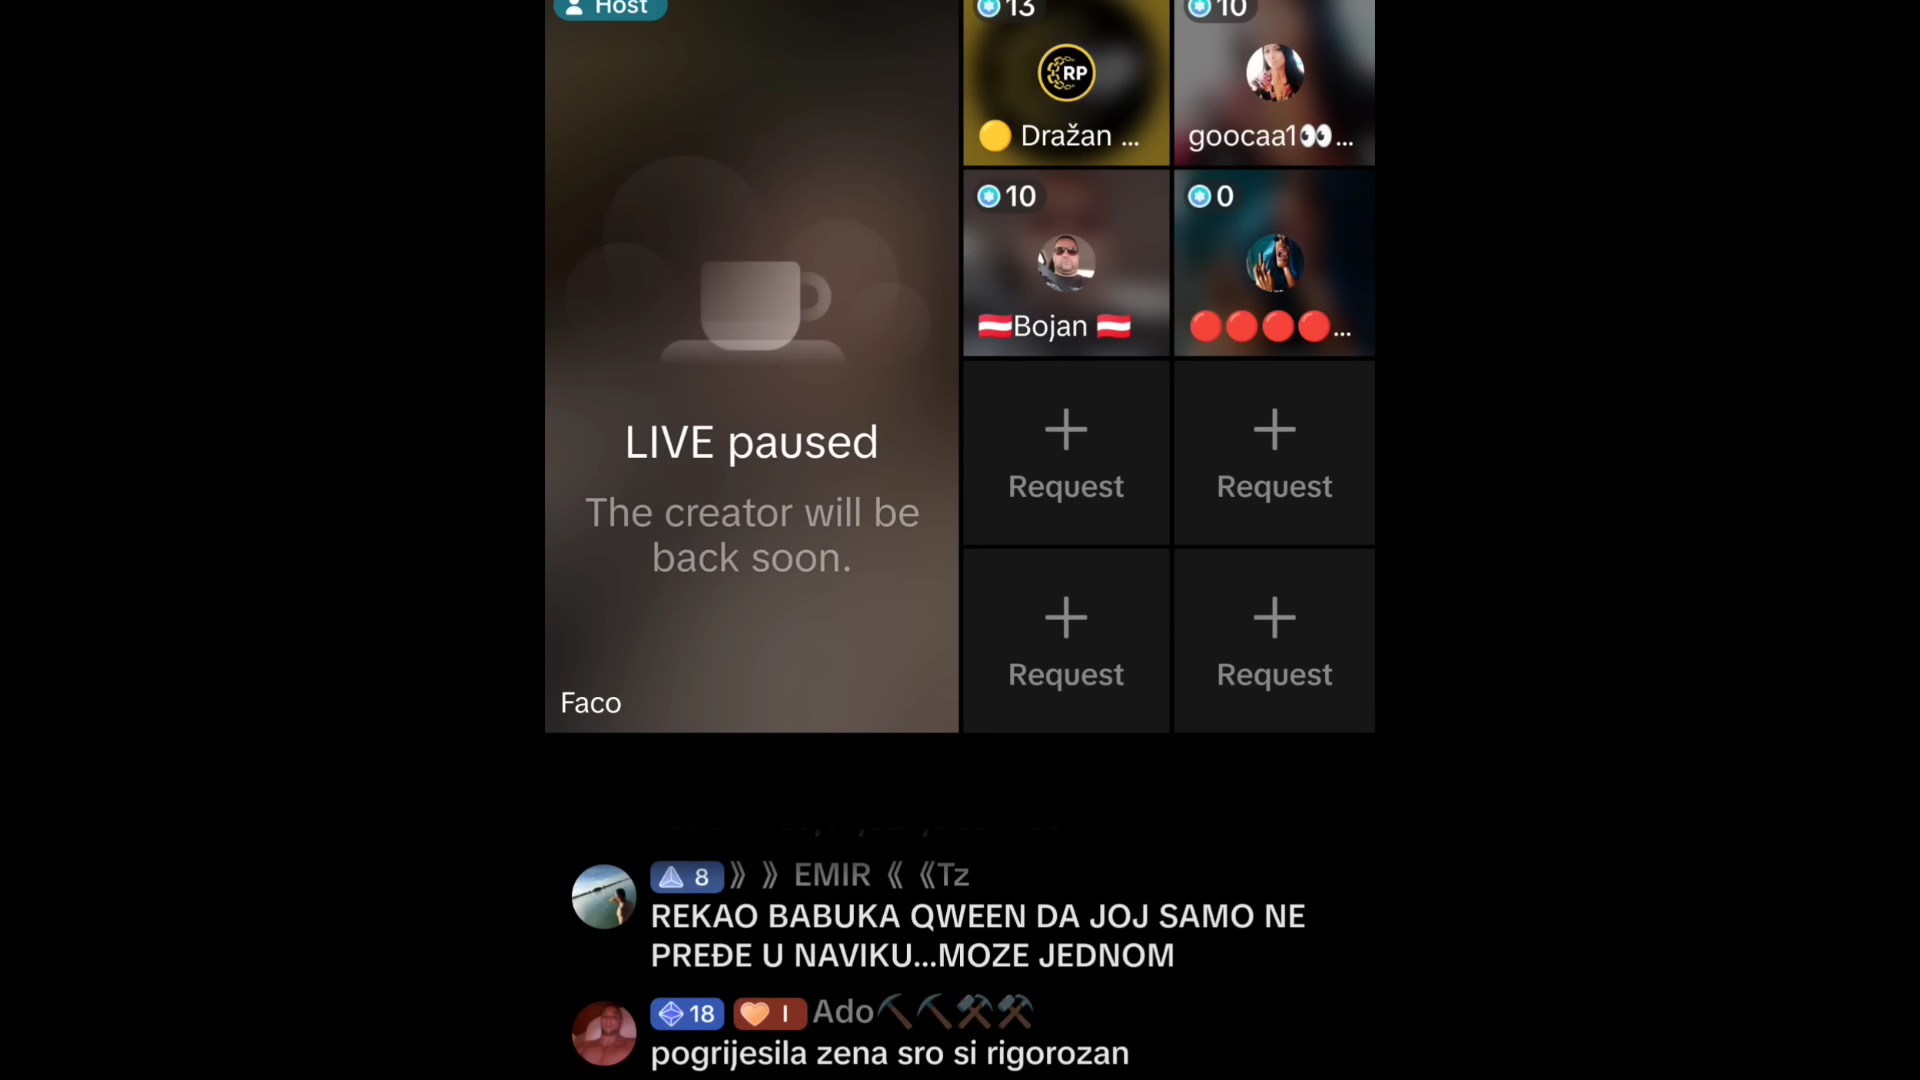 Host
13
10
RP
🟡 Dražan ...
goocaa1👀...
10
0
🇦🇹Bojan 🇦🇹
🔴🔴🔴🔴...
LIVE paused
The creator will be
back soon.
Request
Request
Request
Request
Faco
8 》 》 EMIR 《 《Tz
REKAO BABUKA QWEEN DA JOJ SAMO NE
PREĐE U NAVIKU...MOZE JEDNOM
18 I Ado⛏⛏⚒⚒
pogrijesila zena sro si rigorozan